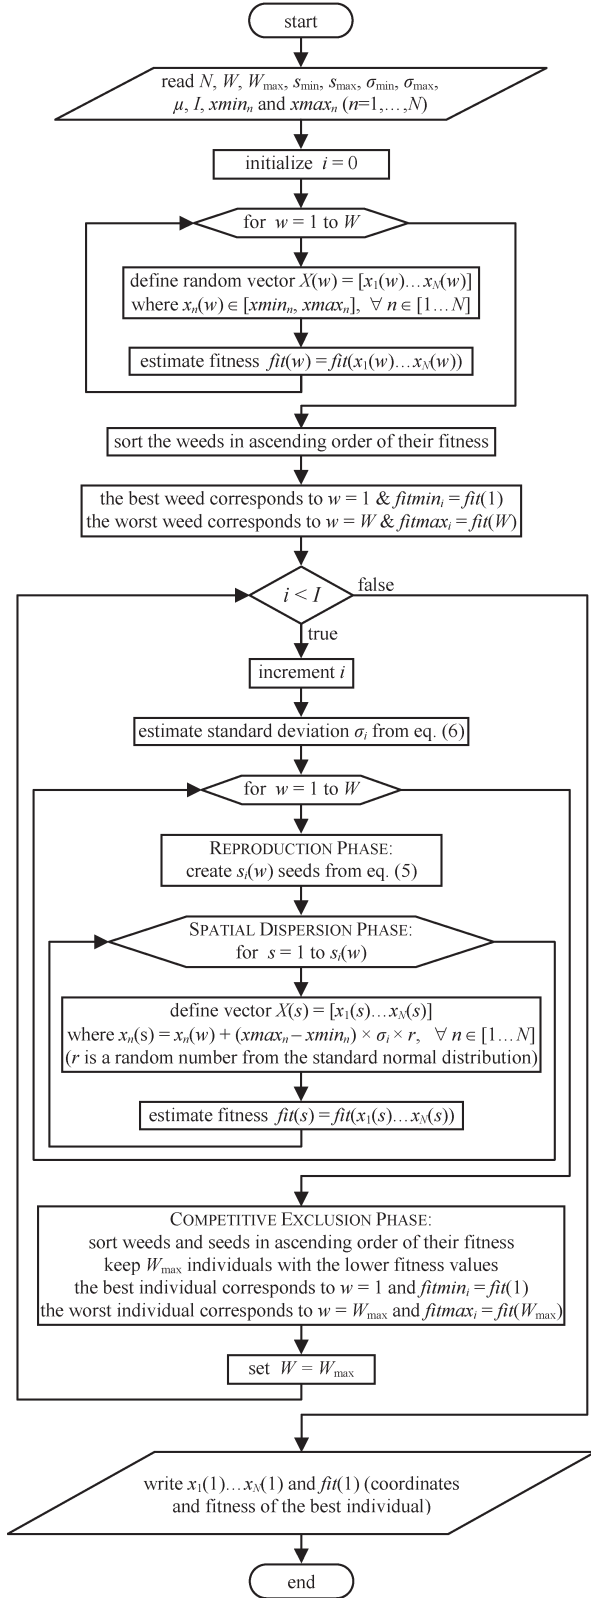 start
read N, W, Wmax, smin, smax, σmin, σmax,
μ, I, xminn and xmaxn (n=1,…,N)
initialize i = 0
for w = 1 to W
define random vector X(w) = [x1(w)…xN(w)]
where xn(w) ∈ [xminn, xmaxn], ∀ n ∈ [1…N]
estimate fitness fit(w) = fit(x1(w)…xN(w))
sort the weeds in ascending order of their fitness
the best weed corresponds to w = 1 & fitmini = fit(1)
the worst weed corresponds to w = W & fitmaxi = fit(W)
i < I
false
true
increment i
estimate standard deviation σi from eq. (6)
for w = 1 to W
REPRODUCTION PHASE:
create si(w) seeds from eq. (5)
SPATIAL DISPERSION PHASE:
for s = 1 to si(w)
define vector X(s) = [x1(s)…xN(s)]
where xn(s) = xn(w) + (xmaxn – xminn) × σi × r, ∀ n ∈ [1…N]
(r is a random number from the standard normal distribution)
estimate fitness fit(s) = fit(x1(s)…xN(s))
COMPETITIVE EXCLUSION PHASE:
sort weeds and seeds in ascending order of their fitness
keep Wmax individuals with the lower fitness values
the best individual corresponds to w = 1 and fitmini = fit(1)
the worst individual corresponds to w = Wmax and fitmaxi = fit(Wmax)
set W = Wmax
write x1(1)…xN(1) and fit(1) (coordinates
and fitness of the best individual)
end